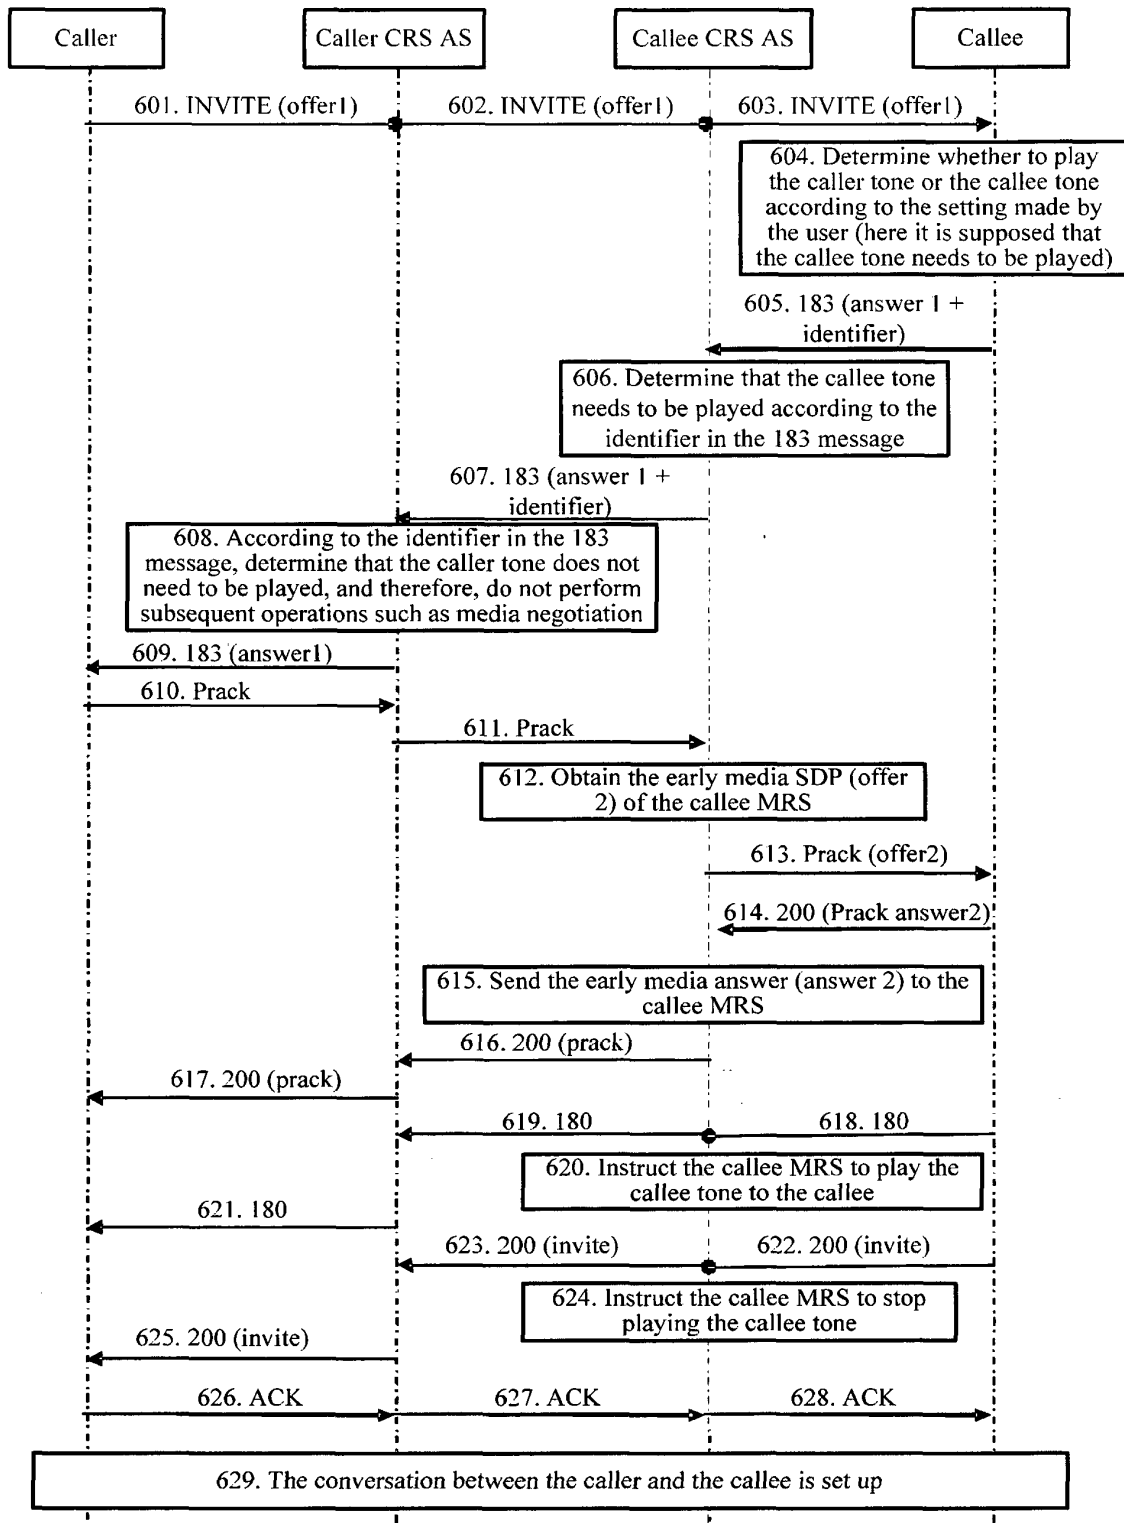 Caller
Caller CRS AS
Callee CRS AS
Callee
601. INVITE (offer1)
602. INVITE (offer1)
603. INVITE (offer1)
604. Determine whether to play
the caller tone or the callee tone
according to the setting made by
the user (here it is supposed that
the callee tone needs to be played)
605. 183 (answer 1 +
identifier)
606. Determine that the callee tone
needs to be played according to the
identifier in the 183 message
607. 183 (answer 1 +
identifier)
608. According to the identifier in the 183
message, determine that the caller tone does not
need to be played, and therefore, do not perform
subsequent operations such as media negotiation
609. 183 (answer1)
610. Prack
611. Prack
612. Obtain the early media SDP (offer
2) of the callee MRS
613. Prack (offer2)
614. 200 (Prack answer2)
615. Send the early media answer (answer 2) to the
callee MRS
616. 200 (prack)
617. 200 (prack)
619. 180
618. 180
620. Instruct the callee MRS to play the
callee tone to the callee
621. 180
623. 200 (invite)
622. 200 (invite)
624. Instruct the callee MRS to stop
playing the callee tone
625. 200 (invite)
626. ACK
627. ACK
628. ACK
629. The conversation between the caller and the callee is set up